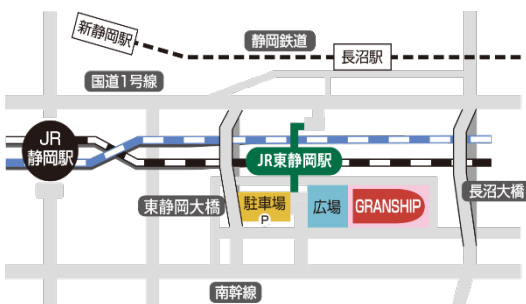 新静岡駅
静岡鉄道
長沼駅
国道1号線
JR
静岡駅
JR東静岡駅
東静岡大橋
駐車場
P
広場
GRANSHIP
長沼大橋
南幹線